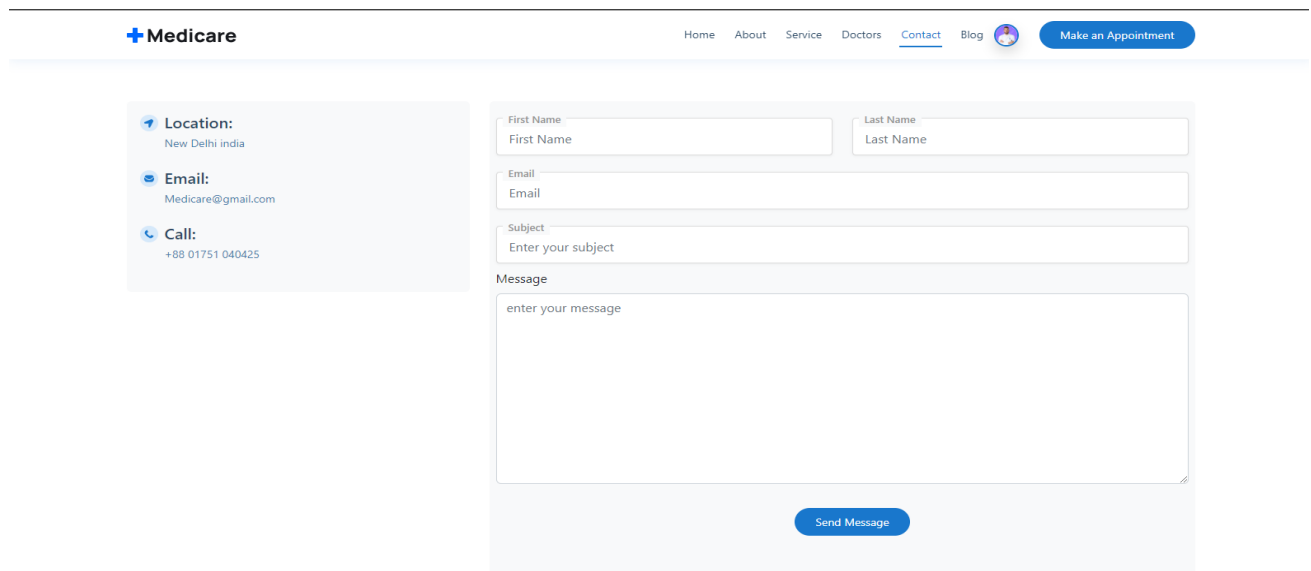 Medicare
Home About Service Doctors Contact Blog Make an Appointment
Location:
New Delhi india
Email:
Medicare@gmail.com
Call:
+88 01751 040425
First Name Last Name
First Name Last Name
Email
Email
Subject
Enter your subject
Message
enter your message
Send Message